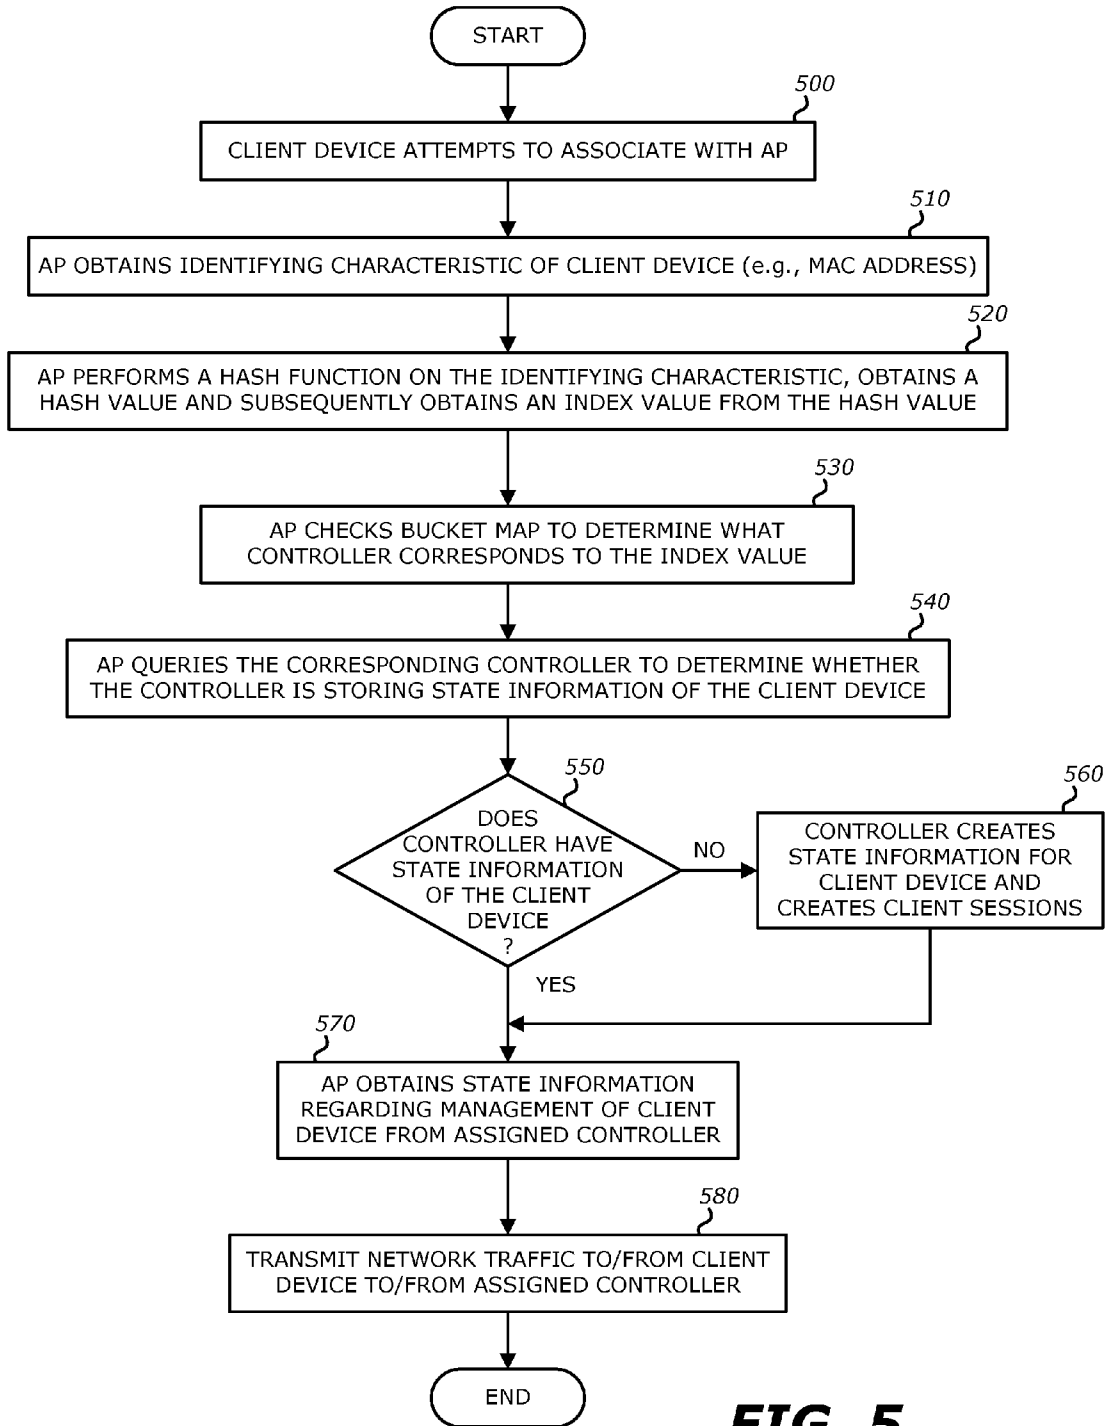 START
500
CLIENT DEVICE ATTEMPTS TO ASSOCIATE WITH AP
510
AP OBTAINS IDENTIFYING CHARACTERISTIC OF CLIENT DEVICE (e.g., MAC ADDRESS)
520
AP PERFORMS A HASH FUNCTION ON THE IDENTIFYING CHARACTERISTIC, OBTAINS A
HASH VALUE AND SUBSEQUENTLY OBTAINS AN INDEX VALUE FROM THE HASH VALUE
530
AP CHECKS BUCKET MAP TO DETERMINE WHAT
CONTROLLER CORRESPONDS TO THE INDEX VALUE
540
AP QUERIES THE CORRESPONDING CONTROLLER TO DETERMINE WHETHER
THE CONTROLLER IS STORING STATE INFORMATION OF THE CLIENT DEVICE
550
DOES
CONTROLLER HAVE
STATE INFORMATION
OF THE CLIENT
DEVICE
?
NO
560
CONTROLLER CREATES
STATE INFORMATION FOR
CLIENT DEVICE AND
CREATES CLIENT SESSIONS
YES
570
AP OBTAINS STATE INFORMATION
REGARDING MANAGEMENT OF CLIENT
DEVICE FROM ASSIGNED CONTROLLER
580
TRANSMIT NETWORK TRAFFIC TO/FROM CLIENT
DEVICE TO/FROM ASSIGNED CONTROLLER
END
FIG. 5